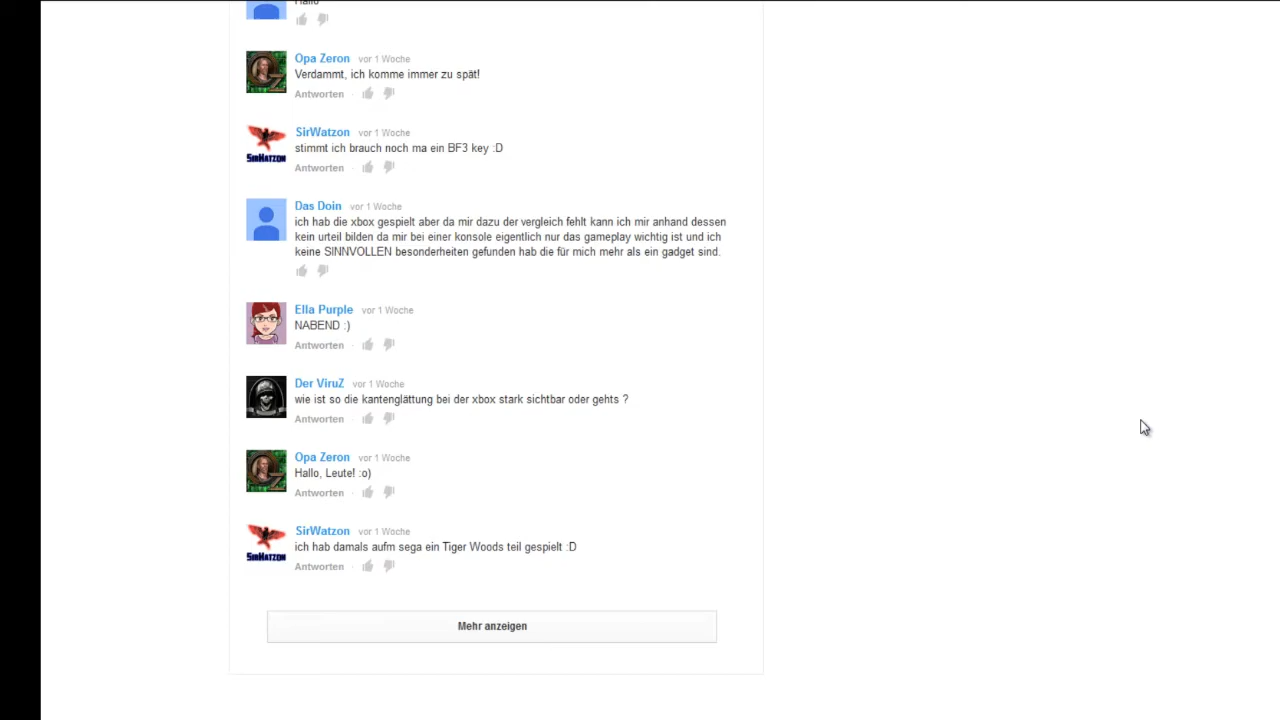 Hallo
Opa Zeron vor 1 Woche
Verdammt, ich komme immer zu spät!
Antworten ·
SirWatzon vor 1 Woche
stimmt ich brauch noch ma ein BF3 key :D
Antworten ·
SIRWATZON
Das Doin vor 1 Woche
ich hab die xbox gespielt aber da mir dazu der vergleich fehlt kann ich mir anhand dessen
kein urteil bilden da mir bei einer konsole eigentlich nur das gameplay wichtig ist und ich
keine SINNVOLLEN besonderheiten gefunden hab die für mich mehr als ein gadget sind.
Ella Purple vor 1 Woche
NABEND :)
Antworten ·
Der ViruZ vor 1 Woche
wie ist so die kantenglättung bei der xbox stark sichtbar oder gehts ?
Antworten ·
Opa Zeron vor 1 Woche
Hallo, Leute! :o)
Antworten ·
SirWatzon vor 1 Woche
ich hab damals aufm sega ein Tiger Woods teil gespielt :D
SIRWATZON
Antworten ·
Mehr anzeigen